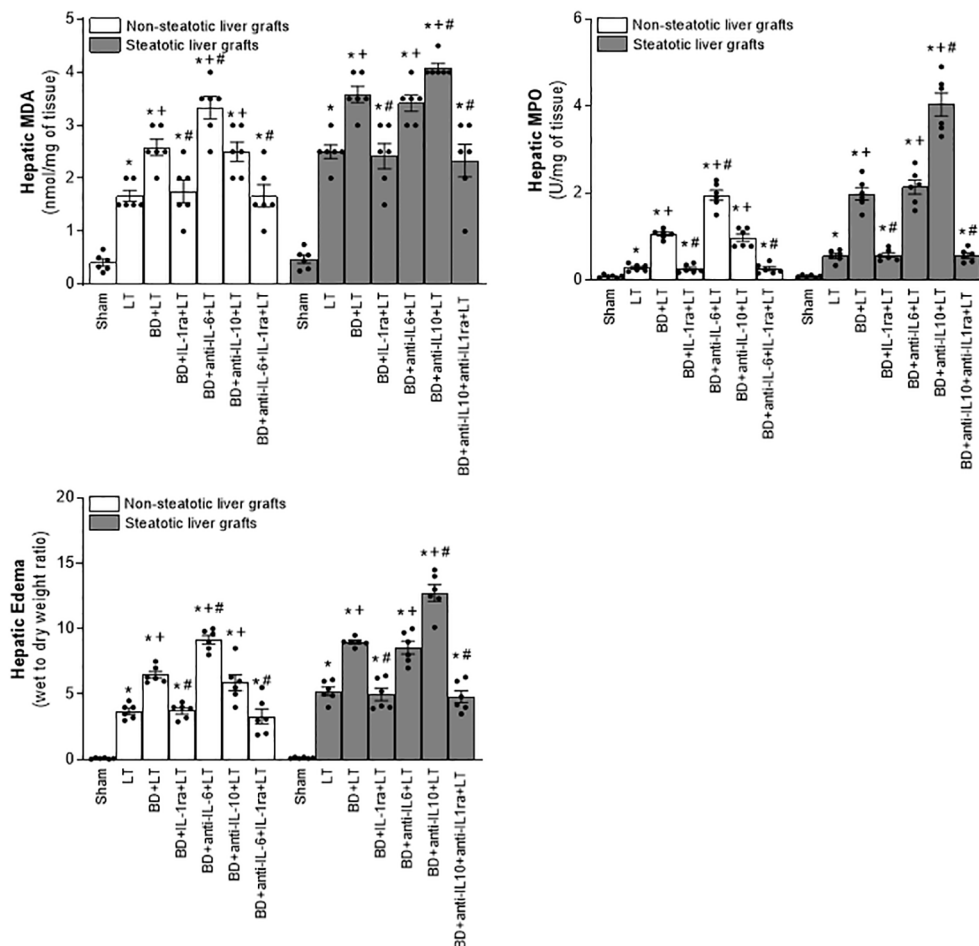 Hepatic MDA
(nmol/mg of tissue)
5
4
3
2
1
0
Non-steatotic liver grafts
Steatotic liver grafts
*
*+
*#
*+#
*+
*#
*
*+
*#
*+
*+#
*#
Sham
LT
BD+LT
BD+IL-1ra+LT
BD+anti-IL-6+LT
BD+anti-IL-10+LT
BD+anti-IL-6+IL-1ra+LT
Sham
LT
BD+LT
BD+IL-1ra+LT
BD+anti-IL6+LT
BD+anti-IL10+LT
BD+anti-IL10+anti-IL1ra+LT
Hepatic MPO
(U/mg of tissue)
6
4
2
0
Non-steatotic liver grafts
Steatotic liver grafts
*
*+
*#
*+#
*+
*#
*
*+
*#
*+
*+#
*#
Sham
LT
BD+LT
BD+IL-1ra+LT
BD+anti-IL-6+LT
BD+anti-IL-10+LT
BD+anti-IL-6+IL-1ra+LT
Sham
LT
BD+LT
BD+IL-1ra+LT
BD+anti-IL6+LT
BD+anti-IL10+LT
BD+anti-IL10+anti-IL1ra+LT
Hepatic Edema
(wet to dry weight ratio)
20
15
10
5
0
Non-steatotic liver grafts
Steatotic liver grafts
*
*+
*#
*+#
*+
*#
*
*+
*#
*+
*+#
*#
Sham
LT
BD+LT
BD+IL-1ra+LT
BD+anti-IL-6+LT
BD+anti-IL-10+LT
BD+anti-IL-6+IL-1ra+LT
Sham
LT
BD+LT
BD+IL-1ra+LT
BD+anti-IL6+LT
BD+anti-IL10+LT
BD+anti-IL10+anti-IL1ra+LT